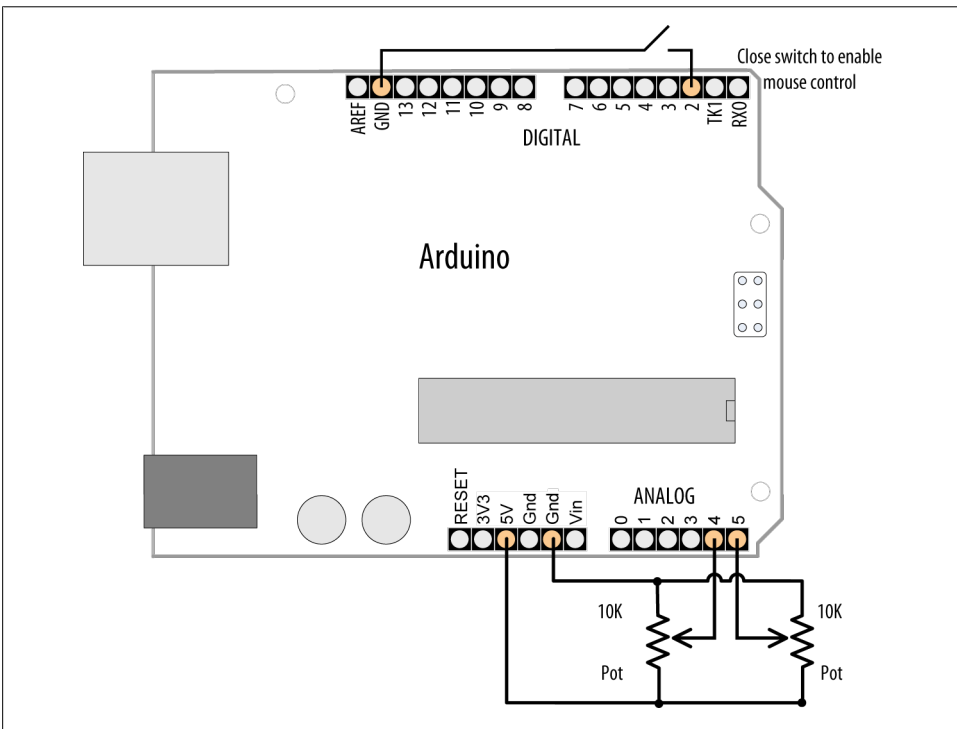 Close switch to enable
mouse control
AREF
GND
13
12
11
10
9
8
7
6
5
4
3
2
TK1
RX0
DIGITAL
Arduino
RESET
3V3
5V
Gnd
Gnd
Vin
ANALOG
0
1
2
3
4
5
10K
Pot
10K
Pot